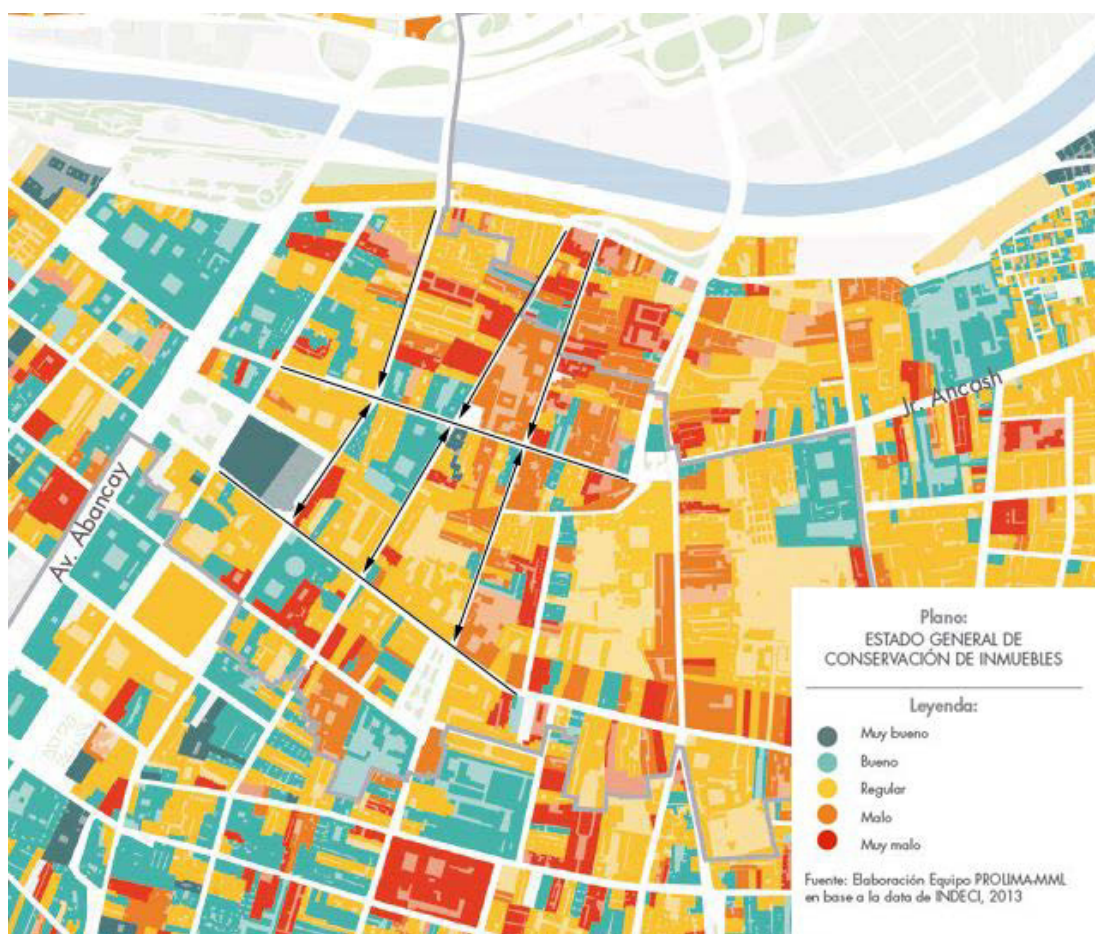 Jr. Ancash
Av. Abancay
Plano:
ESTADO GENERAL DE
CONSERVACIÓN DE INMUEBLES
Leyenda:
Muy bueno
Bueno
Regular
Malo
Muy malo
Fuente: Elaboración Equipo PROLIMA-MML
en base a la data de INDECI, 2013